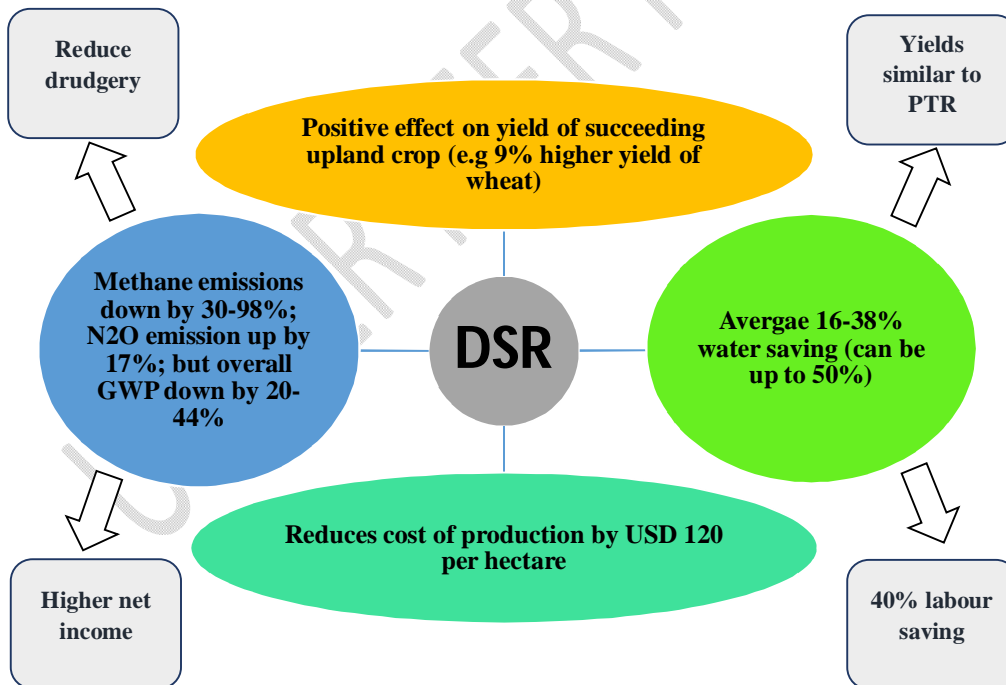 Reduce
drudgery
Yields
similar to
PTR
Positive effect on yield of succeeding
upland crop (e.g 9% higher yield of
wheat)
Methane emissions
down by 30-98%;
N2O emission up by
17%; but overall
GWP down by 20-
44%
DSR
Avergae 16-38%
water saving (can be
up to 50%)
Reduces cost of production by USD 120
per hectare
Higher net
income
40% labour
saving